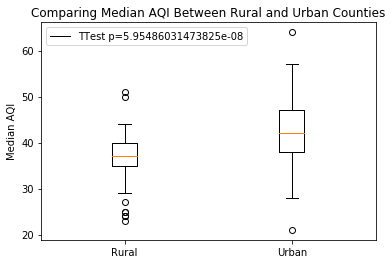 Comparing Median AQI Between Rural and Urban Counties
TTest p=5.95486031473825e-08
Median AQI
60
50
40
30
20
Rural
Urban